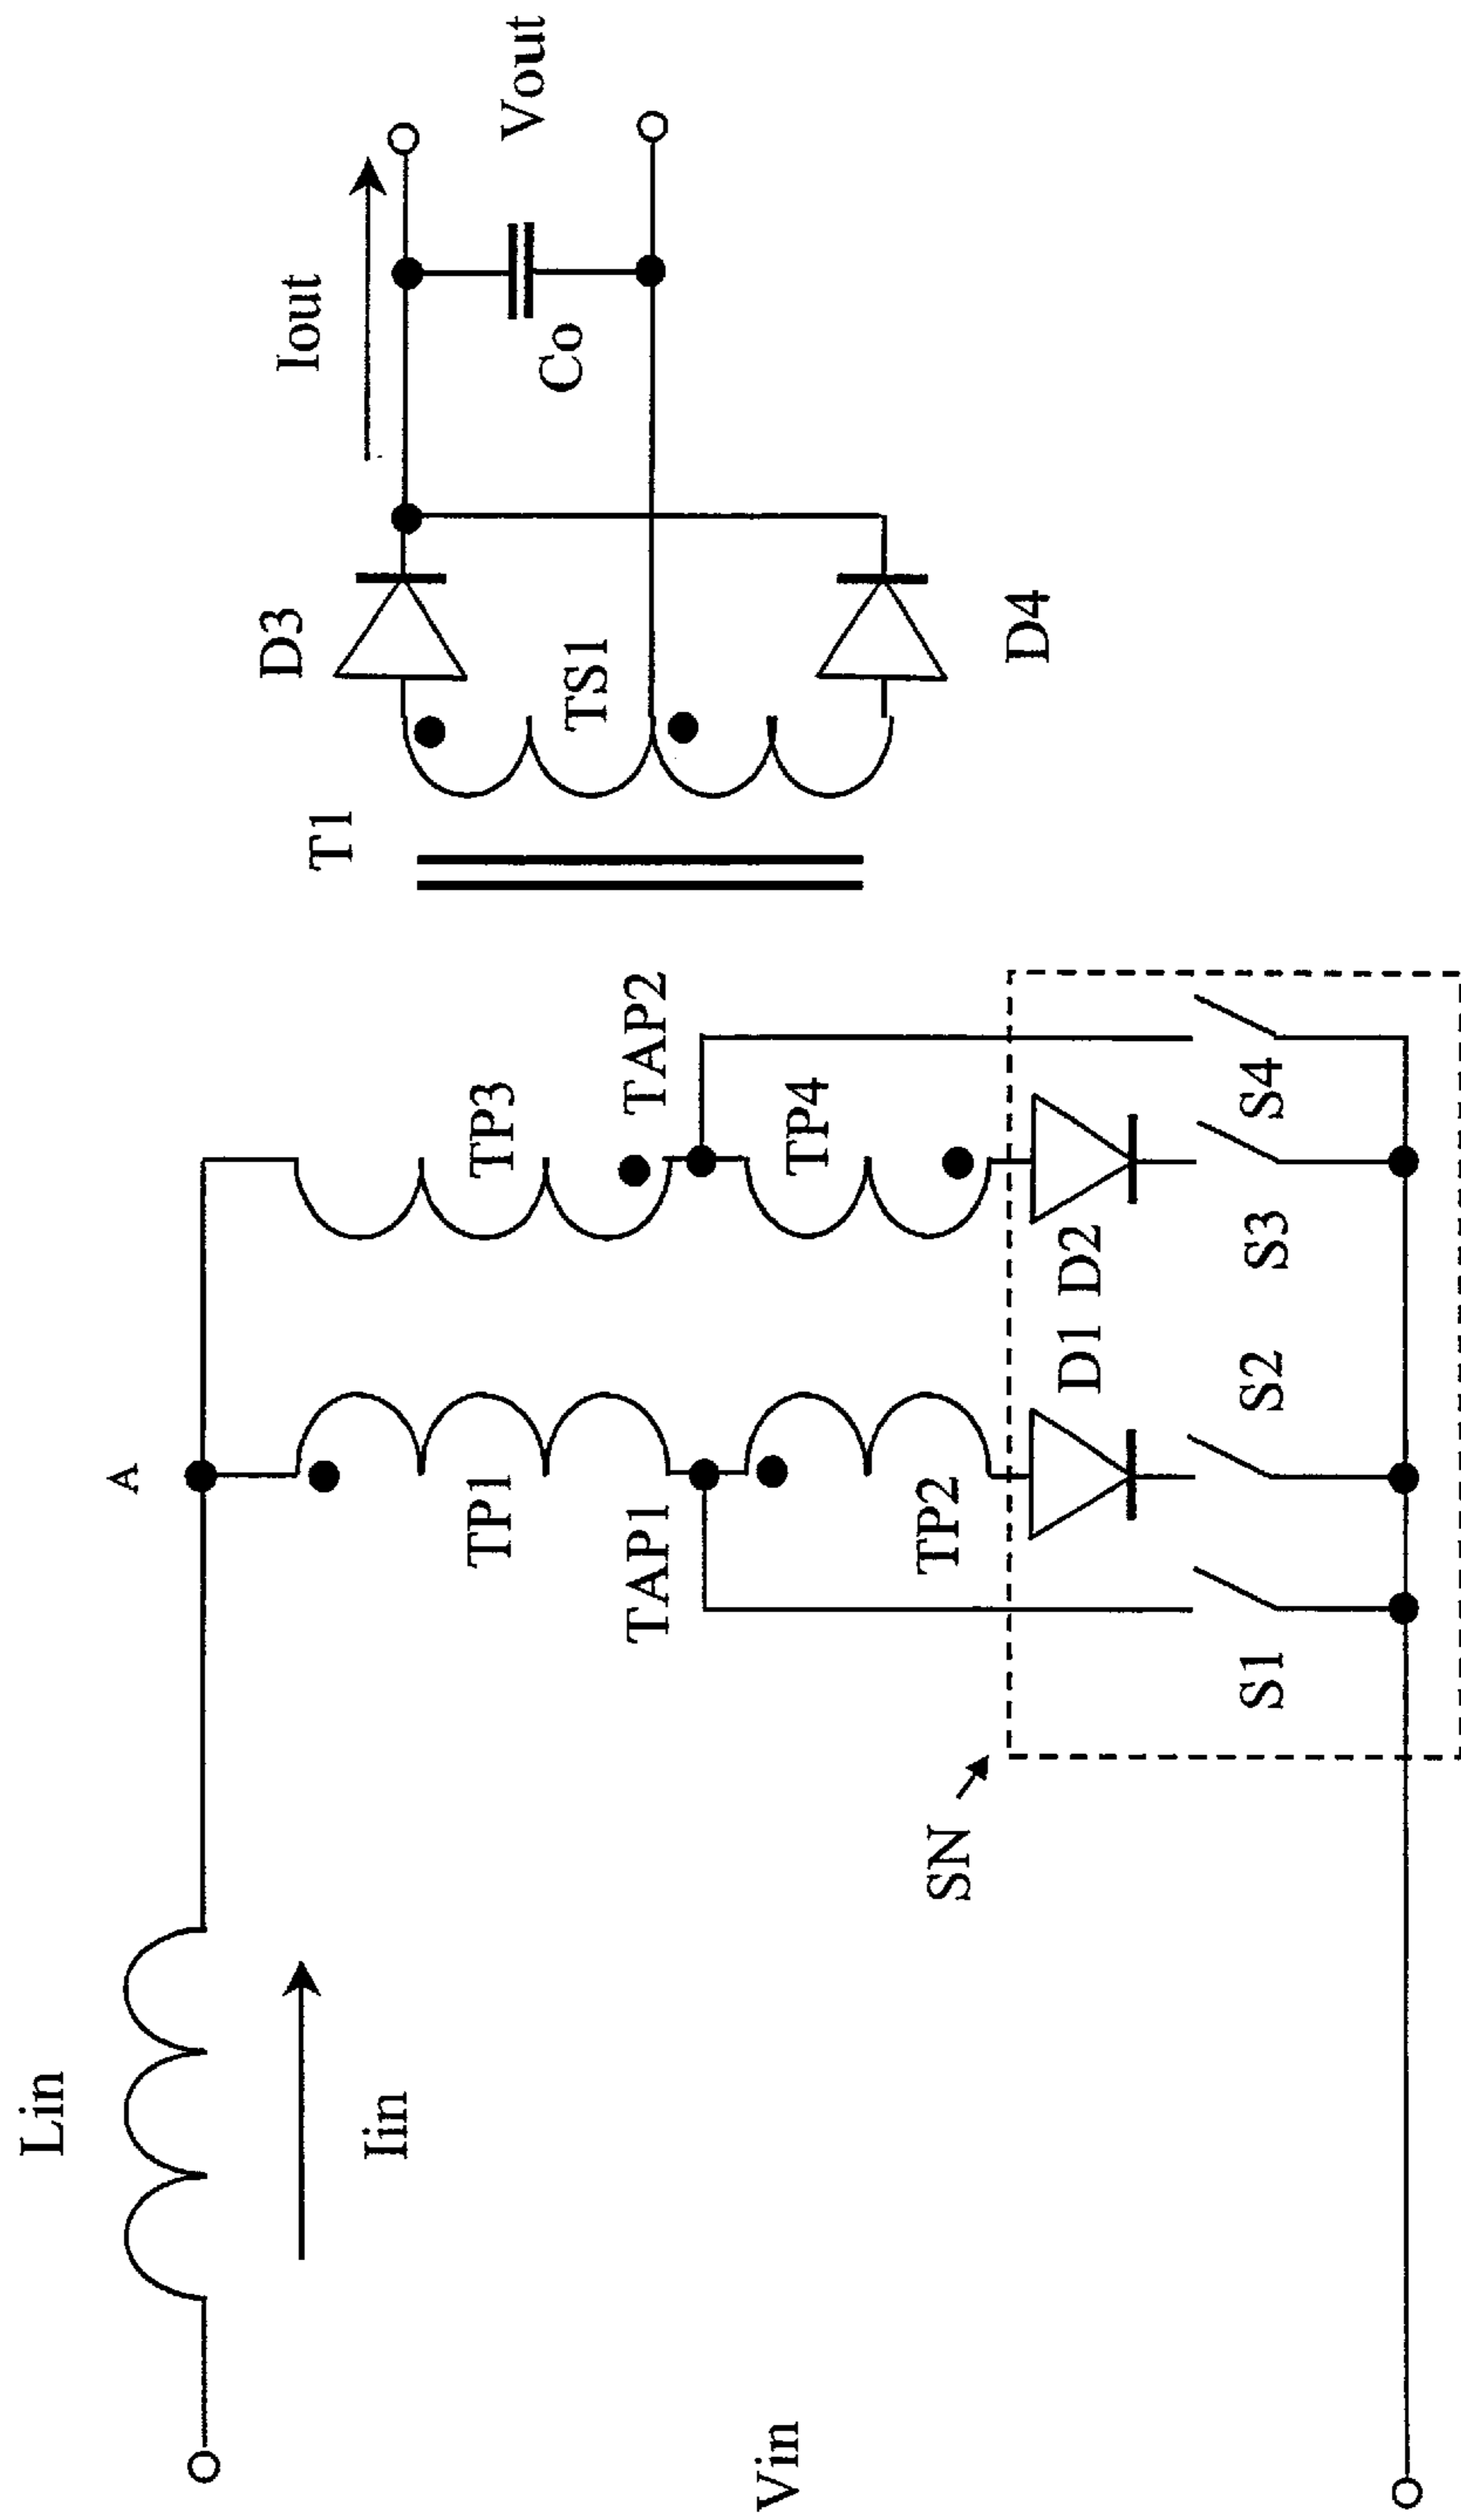 Lin
Iin
Vin
A
TP1
TAP1
TP2
TP3
TAP2
TP4
SN
D1 D2
S1
S2
S3
S4
T1
TS1
D3
D4
Iout
Co
Vout